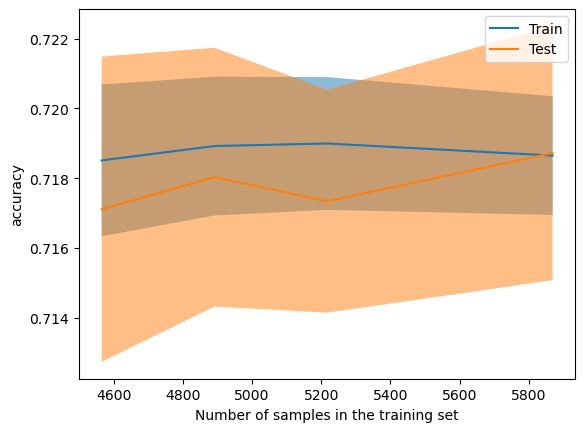 0.722
0.720
0.718
0.716
0.714
accuracy
4600 4800 5000 5200 5400 5600 5800
Number of samples in the training set
Train
Test